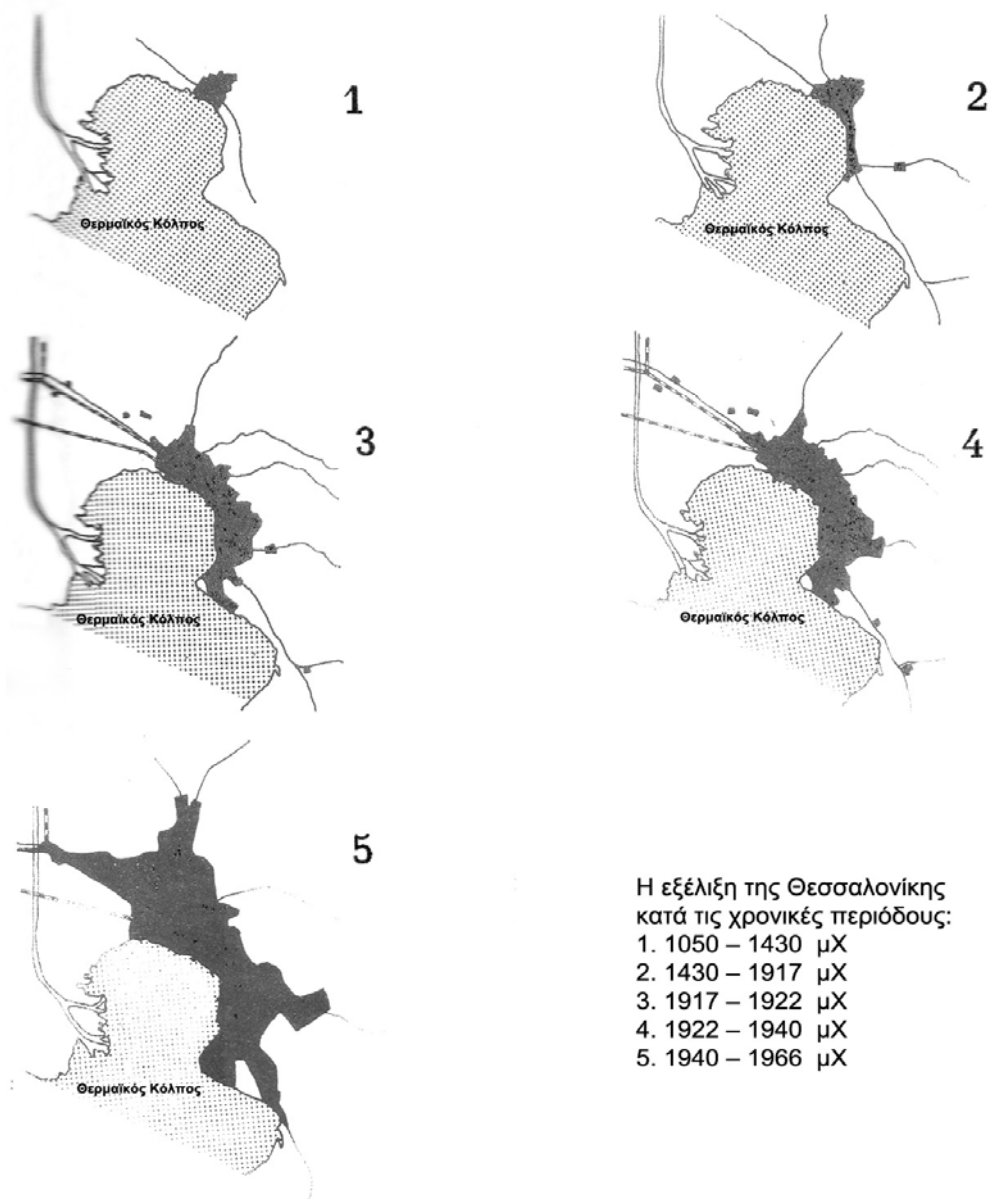 1
Θερμαϊκός Κόλπος
2
Θερμαϊκός Κόλπος
3
Θερμαϊκός Κόλπος
4
Θερμαϊκός Κόλπος
5
Θερμαϊκός Κόλπος
Η εξέλιξη της Θεσσαλονίκης
κατά τις χρονικές περιόδους:
1. 1050 – 1430 μΧ
2. 1430 – 1917 μΧ
3. 1917 – 1922 μΧ
4. 1922 – 1940 μΧ
5. 1940 – 1966 μΧ